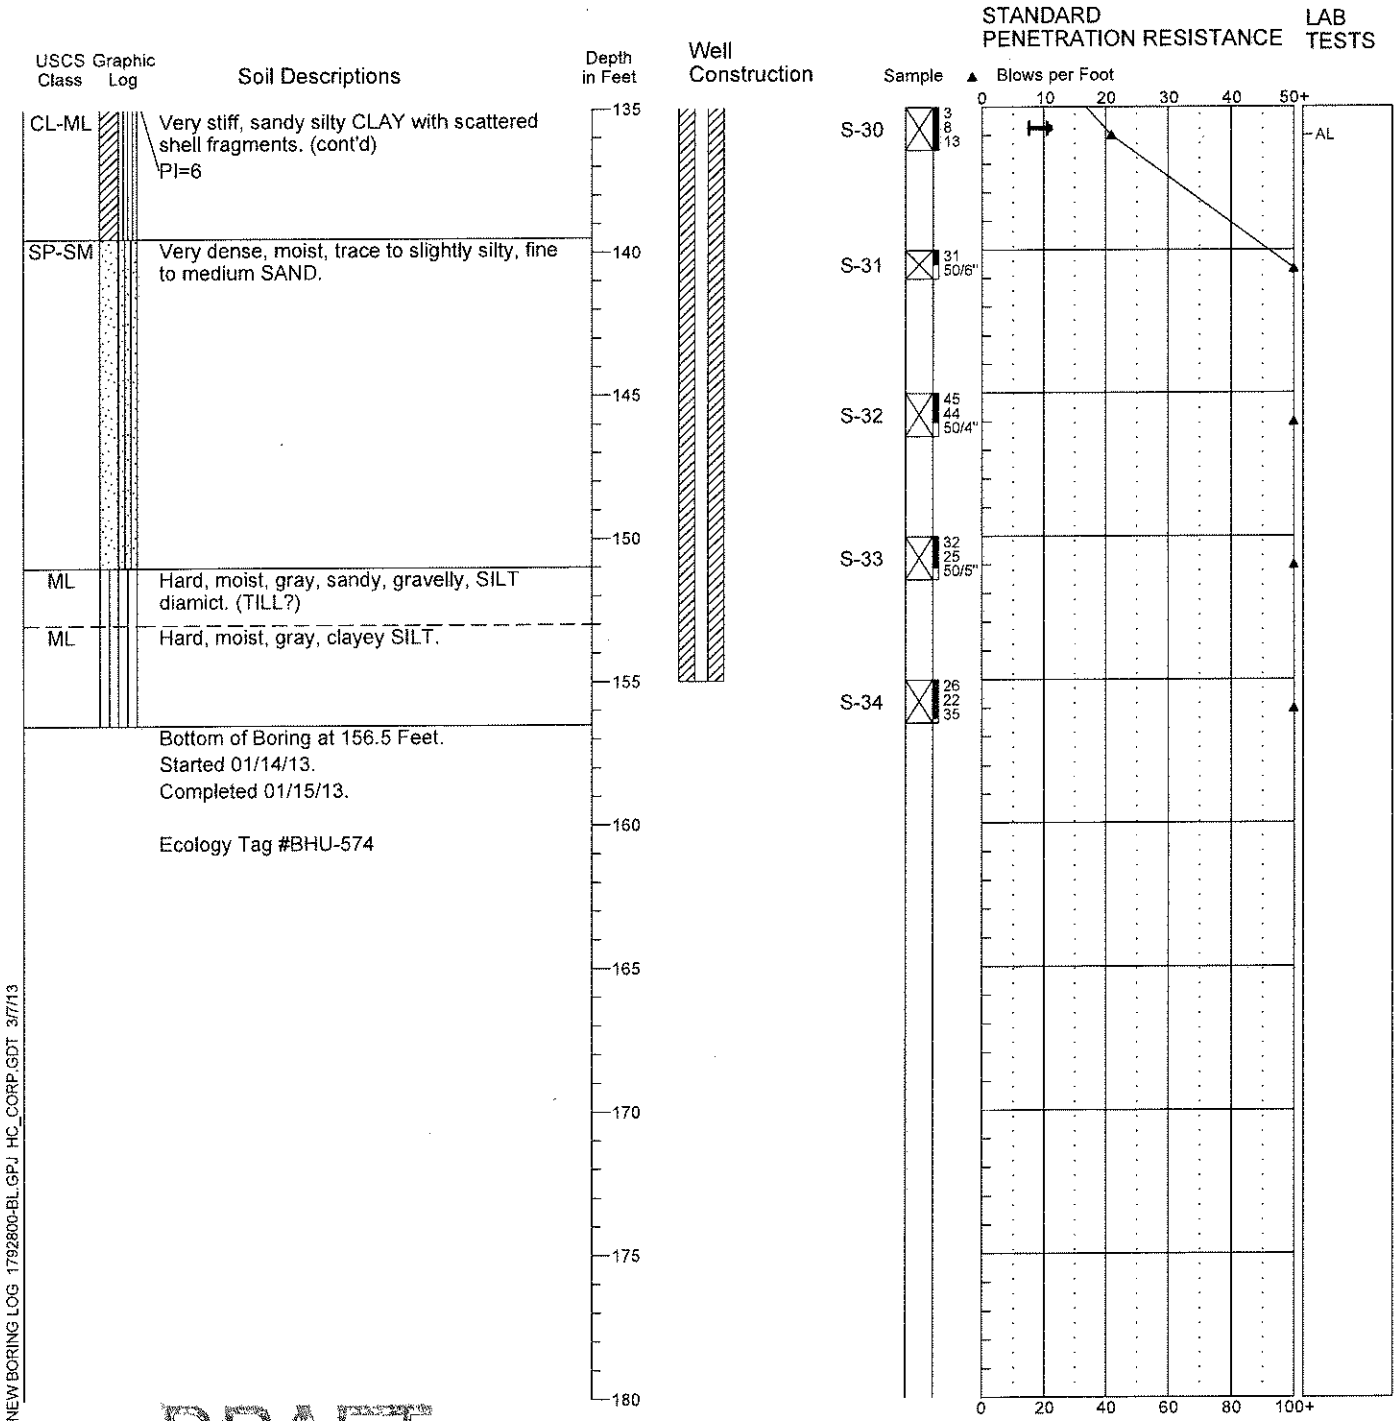 STANDARD
PENETRATION RESISTANCE
LAB
TESTS
USCS Graphic
Class Log
Soil Descriptions
Depth
in Feet
Well
Construction
Sample
▲ Blows per Foot
0 10 20 30 40 50+
CL-ML
Very stiff, sandy silty CLAY with scattered
shell fragments. (cont'd)
PI=6
135
S-30
3
8
13
AL
SP-SM
Very dense, moist, trace to slightly silty, fine
to medium SAND.
140
S-31
31
50/6"
145
S-32
45
44
50/4"
150
S-33
32
25
50/5"
ML
Hard, moist, gray, sandy, gravelly, SILT
diamict. (TILL?)
ML
Hard, moist, gray, clayey SILT.
155
S-34
26
22
35
Bottom of Boring at 156.5 Feet.
Started 01/14/13.
Completed 01/15/13.
160
Ecology Tag #BHU-574
165
170
175
180
0 20 40 60 80 100+
NEW BORING LOG 1792800-BL.GPJ HC_CORP.GDT 3/7/13
DRAFT